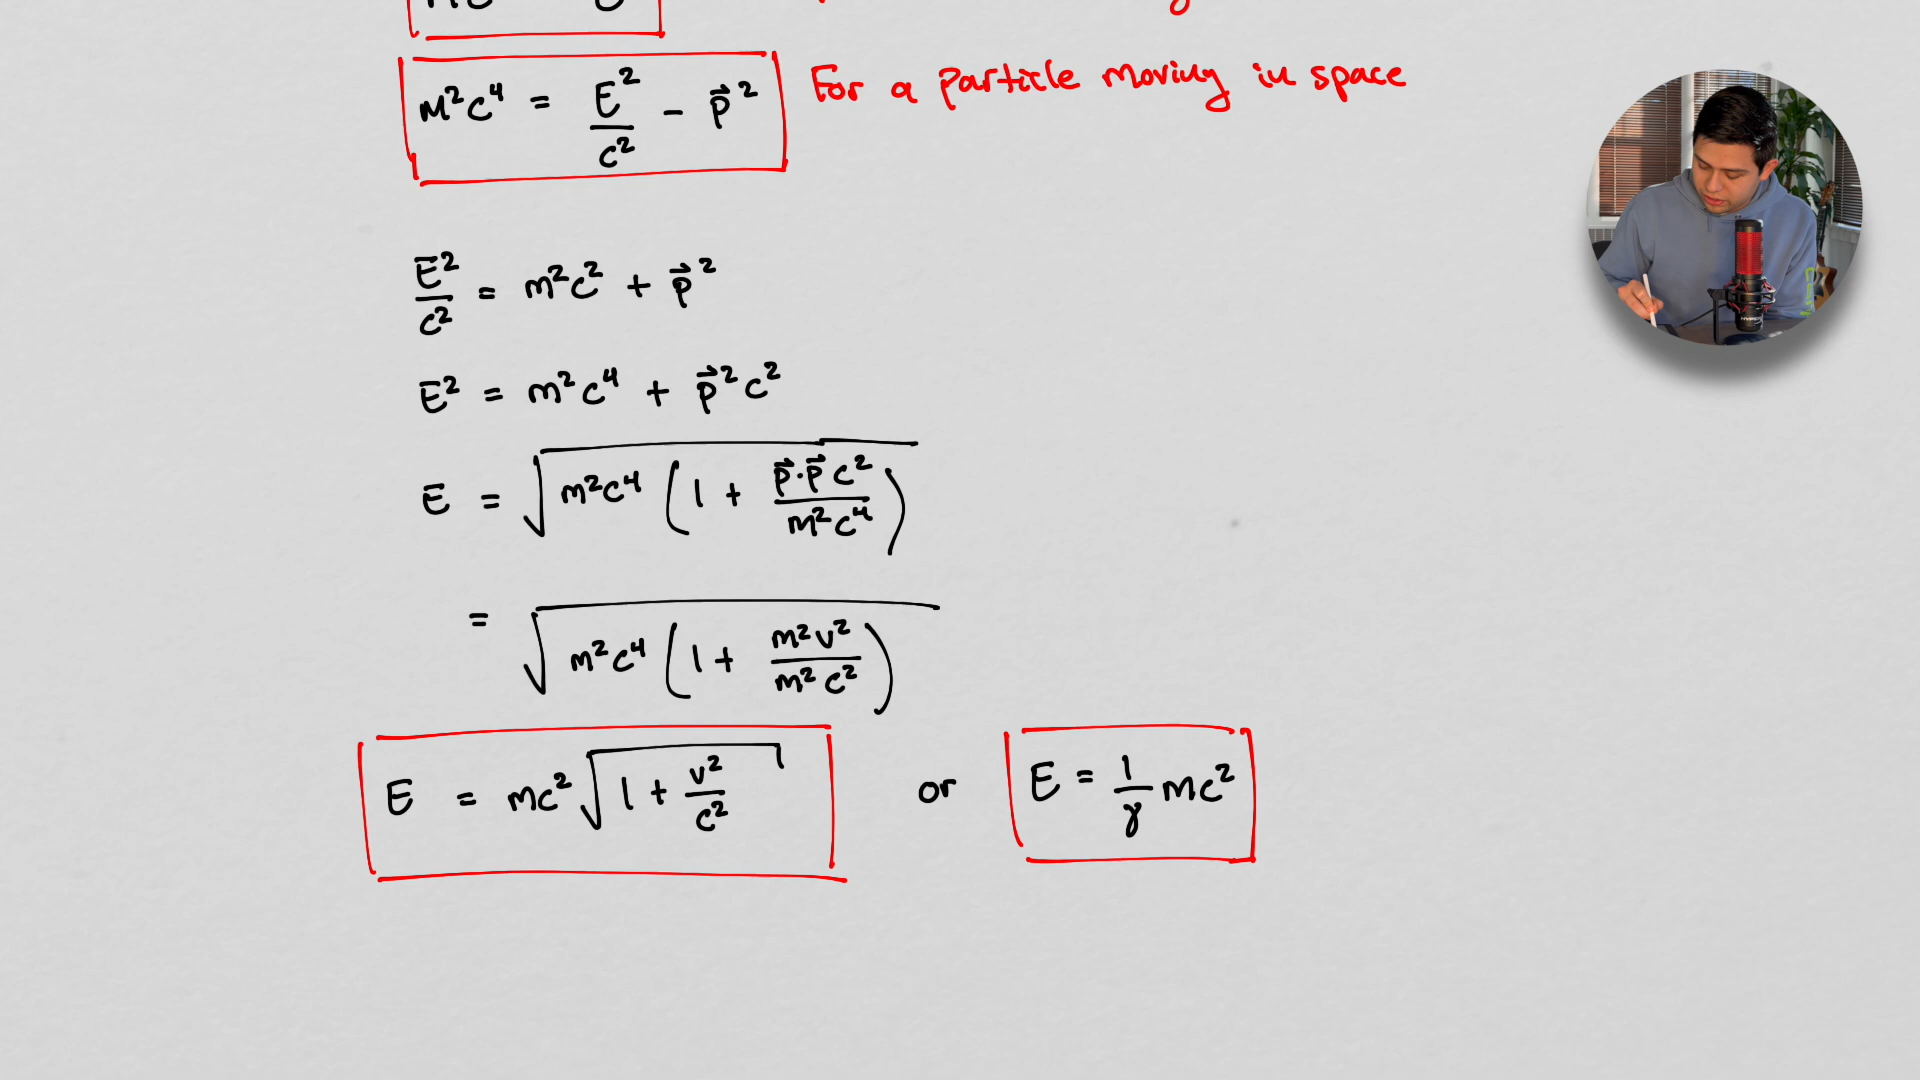 m²c⁴ = E²/c² - p⃗² For a particle moving in space
E²/c² = m²c² + p⃗²
E² = m²c⁴ + p⃗²c²
E = √(m²c⁴ (1 + p⃗·p⃗ c²/m²c⁴))
= √(m²c⁴ (1 + m²v²/m²c²))
E = mc² √(1 + v²/c²) or E = 1/γ mc²